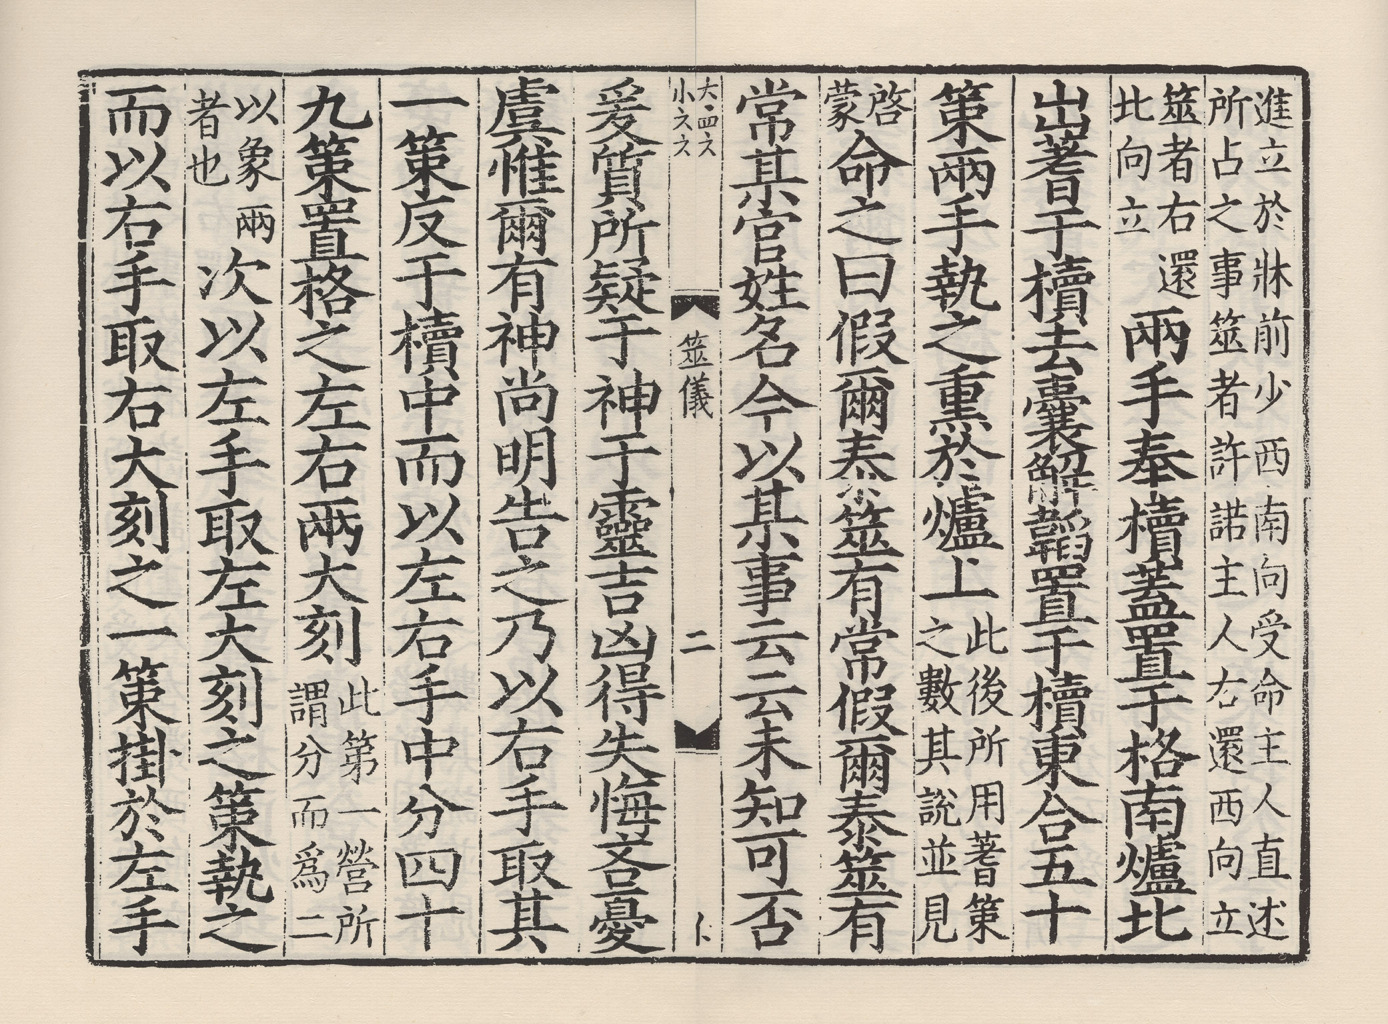 進立於牀前少西南向受命主人直述
所占之事筮者許諾主人右還西向立
筮者右還
北向立
兩手奉櫝蓋置于格南爐北
出蓍于櫝去囊解韜置于櫝東合五十
策兩手執之熏於爐上
此後所用蓍策
之數其說並見
啓
蒙
命之曰假爾泰筮有常假爾泰筮有
常某官姓名今以某事云云未知可否
筮儀
二
卜
爰質所疑于神于靈吉凶得失悔吝憂
虞惟爾有神尚明告之乃以右手取其
一策反于櫝中而以左右手中分四十
九策置格之左右兩大刻
此第一營所
謂分而爲二
以象兩
者也
次以左手取左大刻之策執之
而以右手取右大刻之一策掛於左手